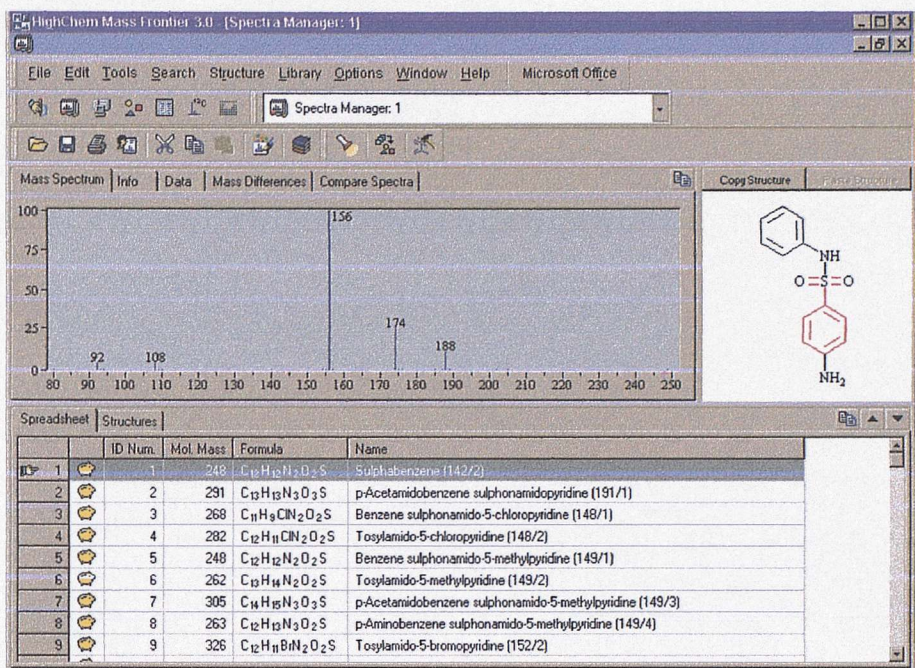 HighChem Mass Frontier 3.0 - [Spectra Manager: 1]
File Edit Tools Search Structure Library Options Window Help Microsoft Office
Spectra Manager: 1
Mass Spectrum Info Data Mass Differences Compare Spectra Copy Structure Paste Structure
100
75
50
25
0
156
174
188
92 108
80 90 100 110 120 130 140 150 160 170 180 190 200 210 220 230 240 250
NH
O=S=O
NH₂
Spreadsheet Structures
ID Num. Mol. Mass Formula Name
1 1 248 C₁₂H₁₂N₂O₂S Sulphabenzene (142/2)
2 2 291 C₁₃H₁₃N₃O₃S p-Acetamidobenzene sulphonamidopyridine (191/1)
3 3 268 C₁₁H₉ClN₂O₂S Benzene sulphonamido-5-chloropyridine (148/1)
4 4 282 C₁₂H₁₁ClN₂O₂S Tosylamido-5-chloropyridine (148/2)
5 5 248 C₁₂H₁₂N₂O₂S Benzene sulphonamido-5-methylpyridine (149/1)
6 6 262 C₁₃H₁₄N₂O₂S Tosylamido-5-methylpyridine (149/2)
7 7 305 C₁₄H₁₅N₃O₃S p-Acetamidobenzene sulphonamido-5-methylpyridine (149/3)
8 8 263 C₁₂H₁₃N₃O₂S p-Aminobenzene sulphonamido-5-methylpyridine (149/4)
9 9 326 C₁₂H₁₁BrN₂O₂S Tosylamido-5-bromopyridine (152/2)